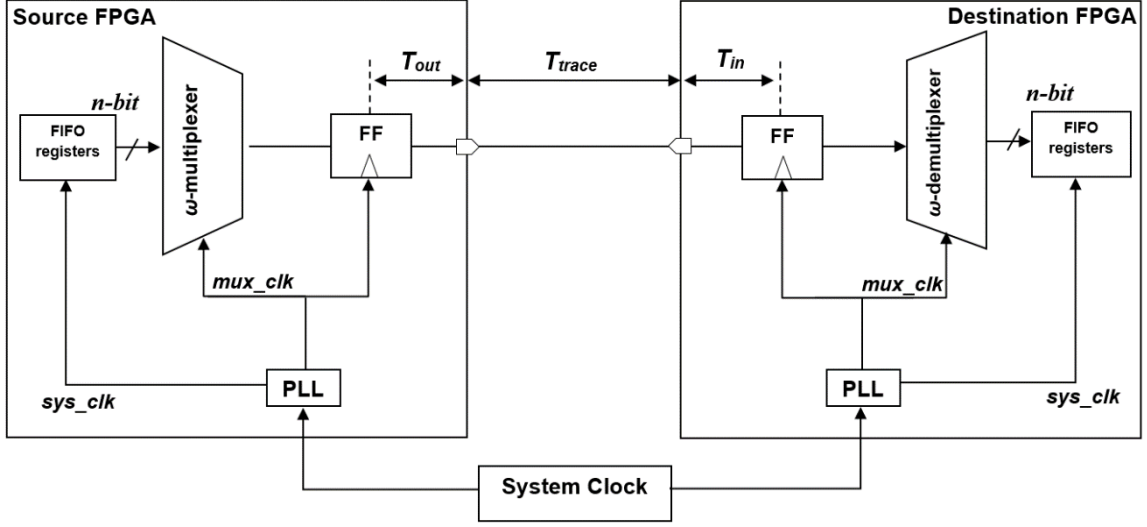 Source FPGA
Destination FPGA
T_out
T_trace
T_in
n-bit
n-bit
FIFO
registers
ω-multiplexer
FF
FF
ω-demultiplexer
FIFO
registers
mux_clk
mux_clk
PLL
PLL
sys_clk
sys_clk
System Clock